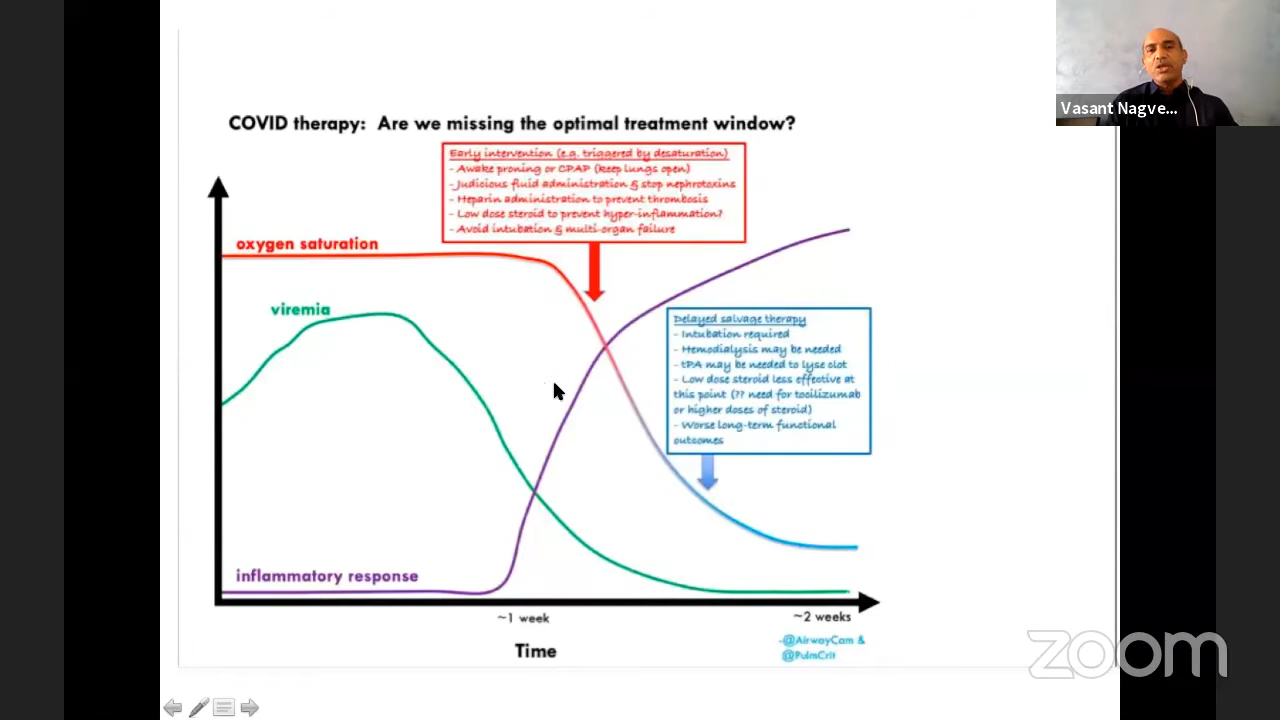 Vasant Nagve...
COVID therapy: Are we missing the optimal treatment window?
Early intervention (e.g. triggered by desaturation)
- Awake proning or CPAP (keep lungs open)
- Judicious fluid administration & stop nephrotoxins
- Heparin administration to prevent thrombosis
- Low dose steroid to prevent hyper-inflammation?
- Avoid intubation & multi-organ failure
oxygen saturation
viremia
Delayed salvage therapy
- Intubation required
- Hemodialysis may be needed
- tPA may be needed to lyse clot
- Low dose steroid less effective at
this point (?? need for tocilizumab
or higher doses of steroid)
- Worse long-term functional
outcomes
inflammatory response
~1 week
~2 weeks
Time
-@AirwayCam &
@PulmCrit
zoom